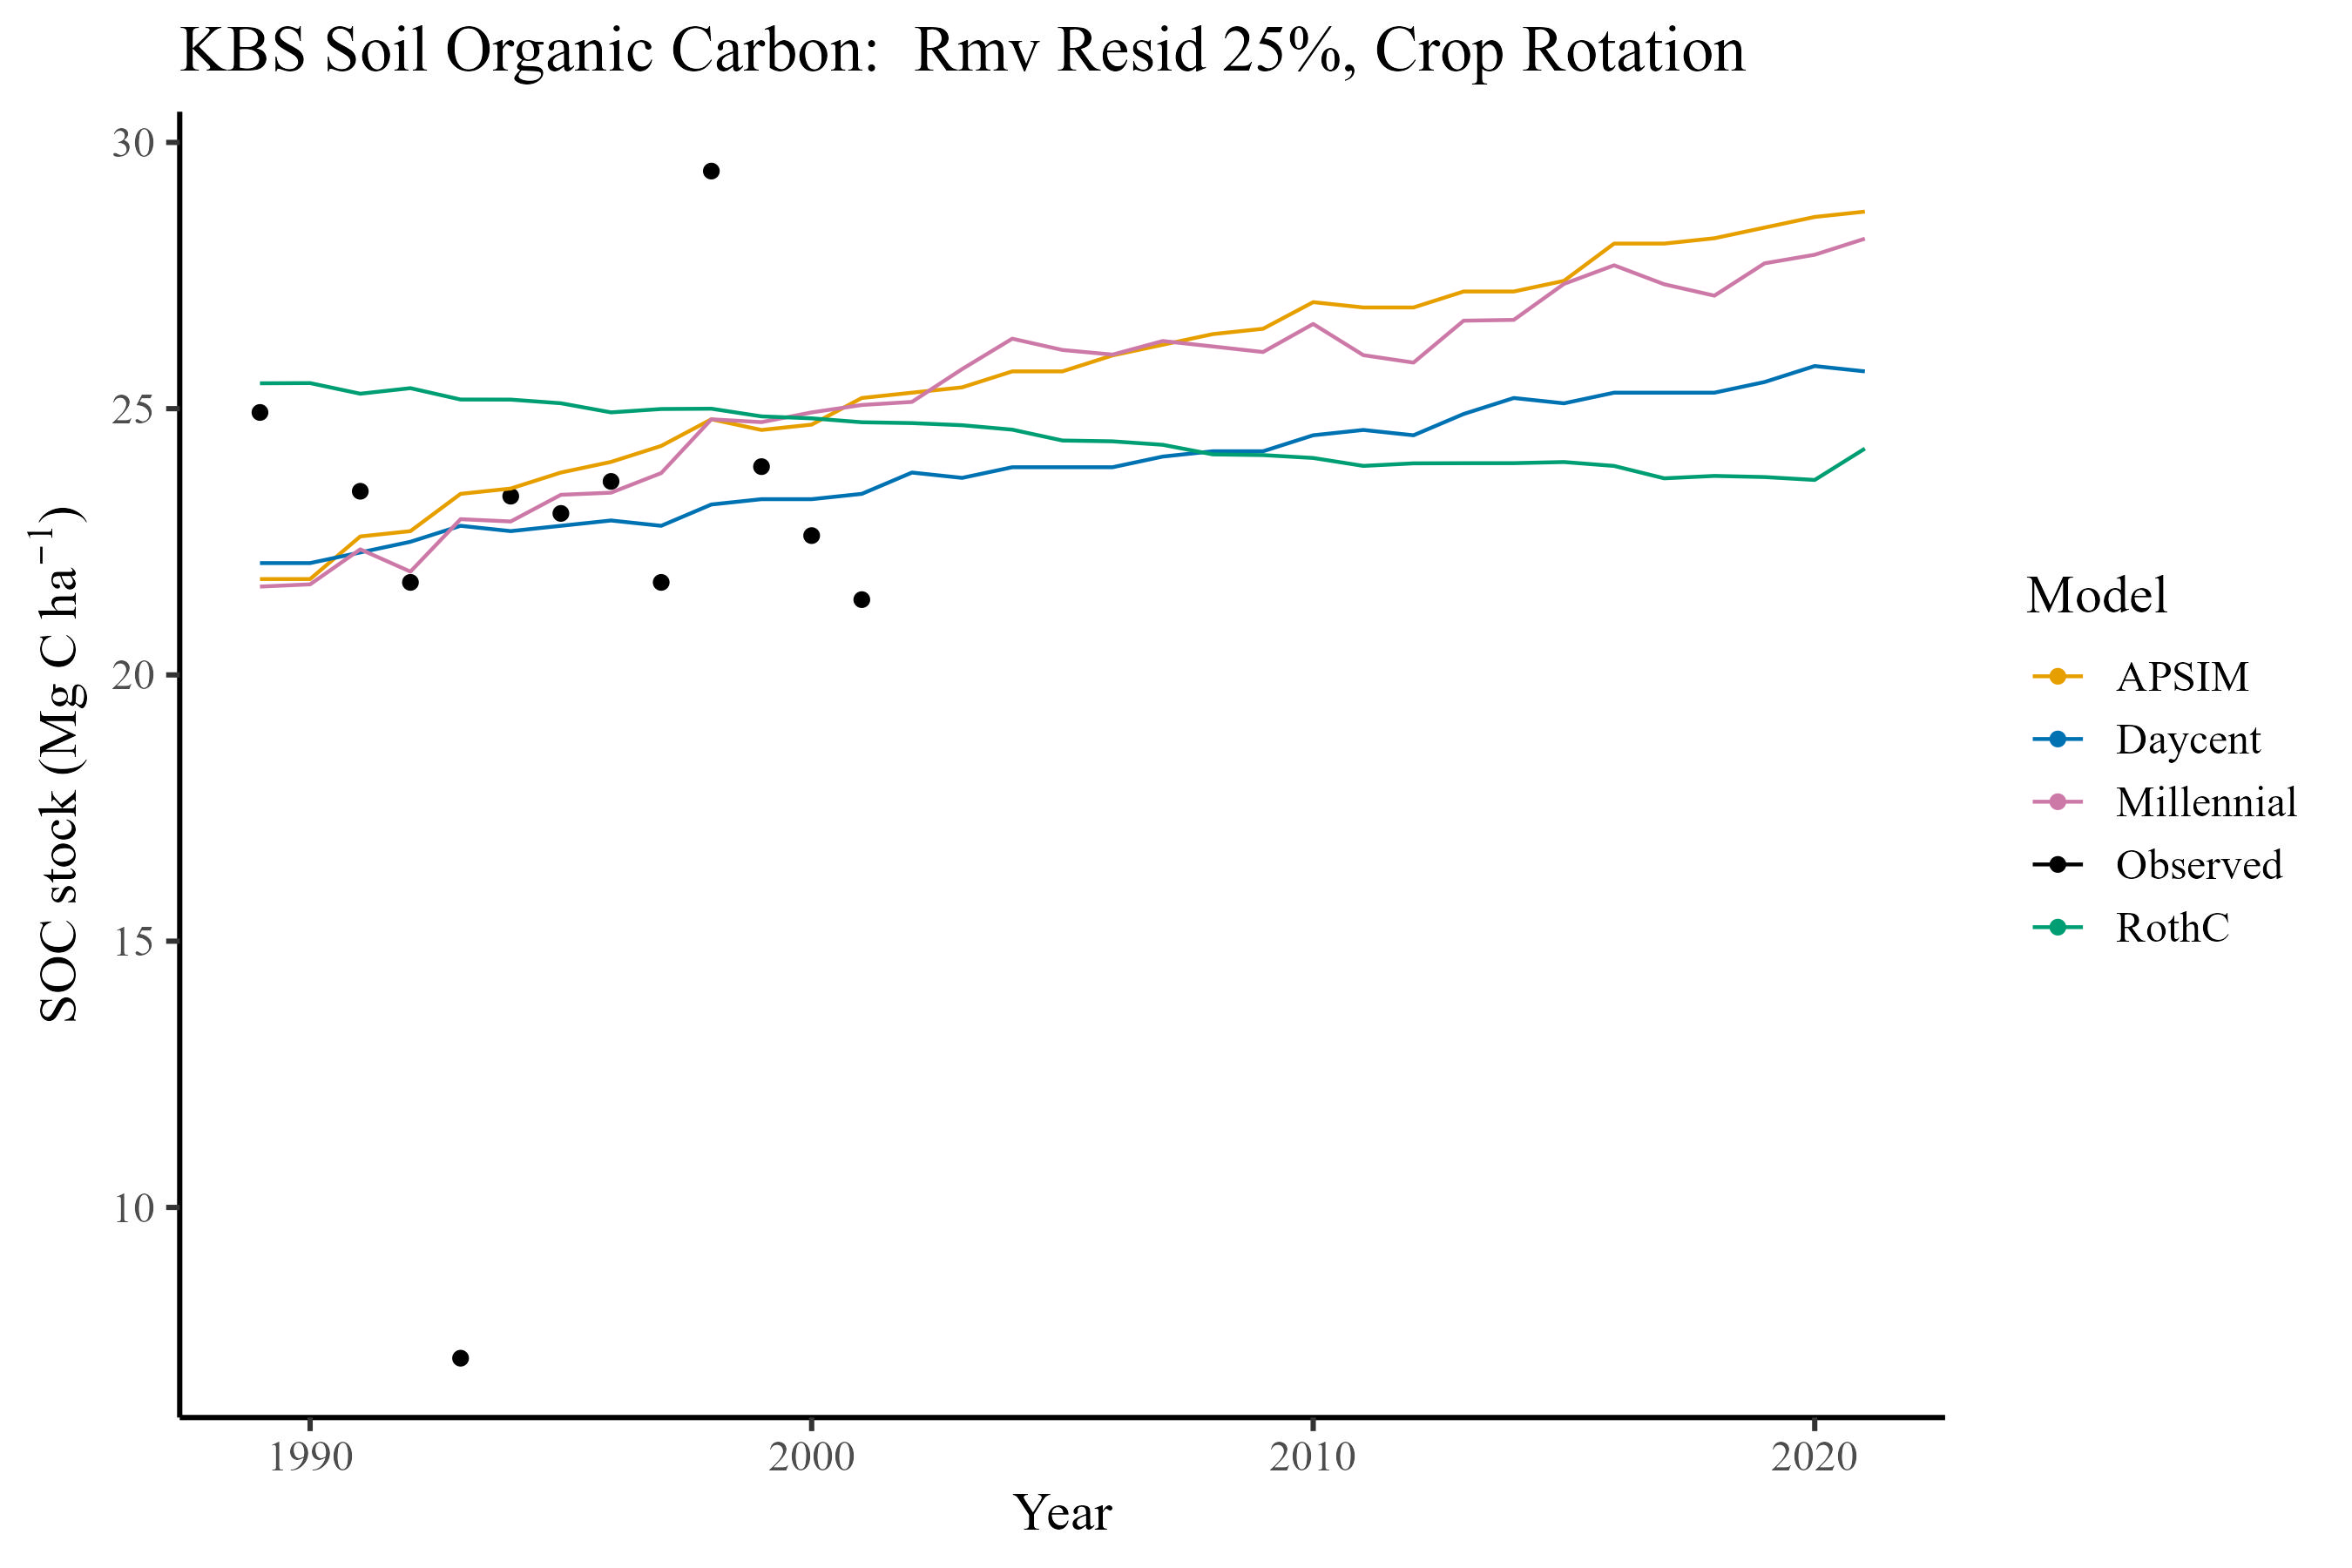 KBS Soil Organic Carbon:  Rmv Resid 25%, Crop Rotation
SOC stock (Mg C ha⁻¹)
30
25
20
15
10
1990
2000
2010
2020
Year
Model
APSIM
Daycent
Millennial
Observed
RothC